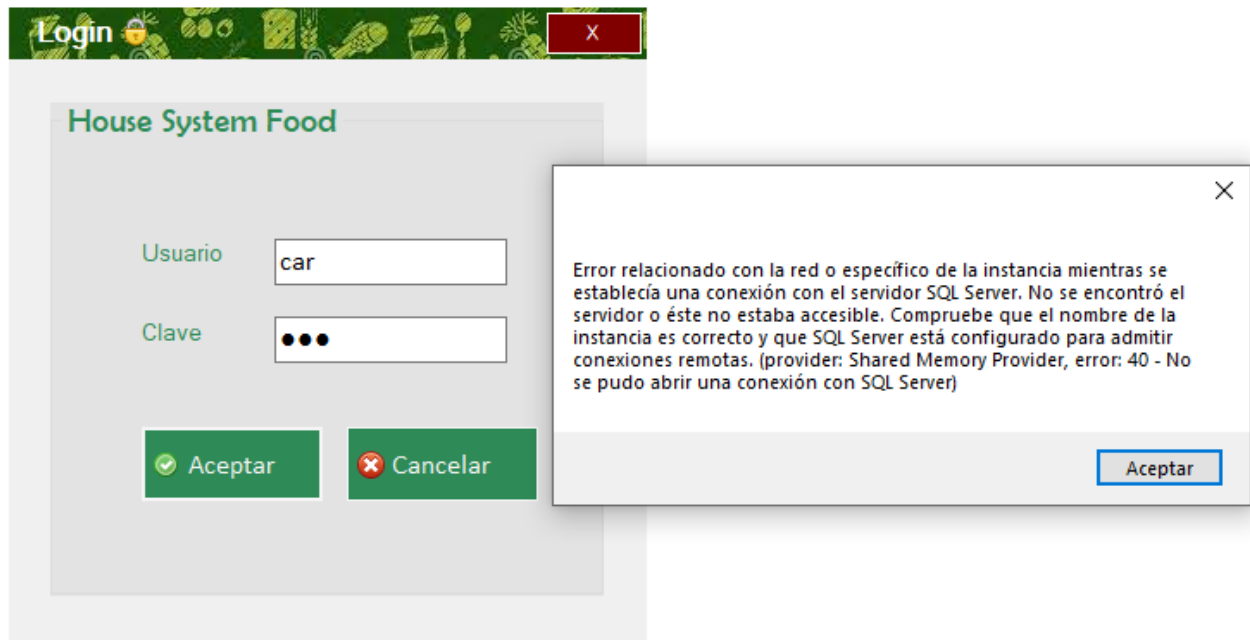 Login
X
House System Food
Usuario
car
Clave
●●●
Aceptar
Cancelar
Error relacionado con la red o específico de la instancia mientras se
establecía una conexión con el servidor SQL Server. No se encontró el
servidor o éste no estaba accesible. Compruebe que el nombre de la
instancia es correcto y que SQL Server está configurado para admitir
conexiones remotas. (provider: Shared Memory Provider, error: 40 - No
se pudo abrir una conexión con SQL Server)
Aceptar